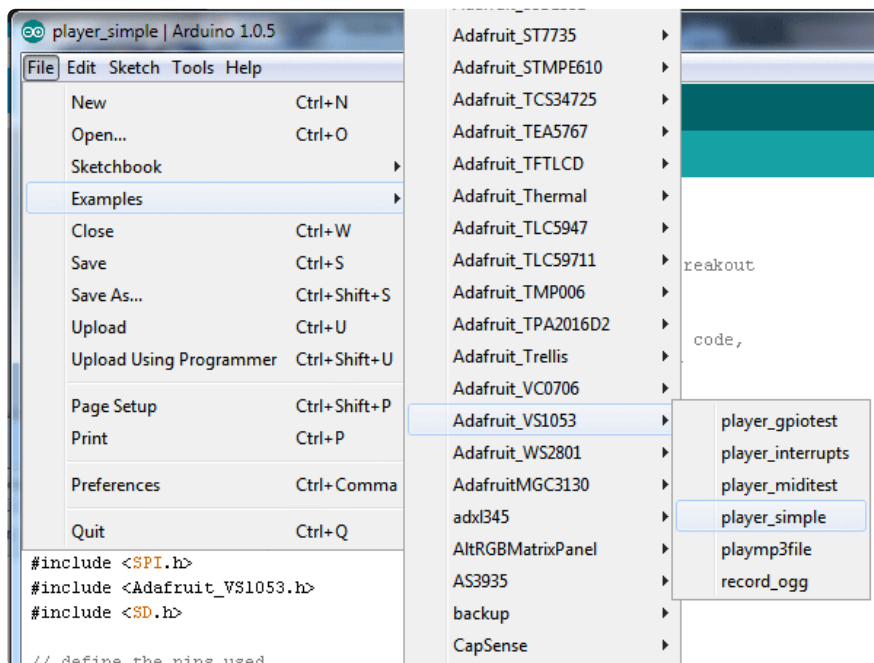 player_simple | Arduino 1.0.5
File Edit Sketch Tools Help
New Ctrl+N
Open... Ctrl+O
Sketchbook
Examples
Close Ctrl+W
Save Ctrl+S
Save As... Ctrl+Shift+S
Upload Ctrl+U
Upload Using Programmer Ctrl+Shift+U
Page Setup Ctrl+Shift+P
Print Ctrl+P
Preferences Ctrl+Comma
Quit Ctrl+Q
Adafruit_ST7735
Adafruit_STMPE610
Adafruit_TCS34725
Adafruit_TEA5767
Adafruit_TFTLCD
Adafruit_Thermal
Adafruit_TLC5947
Adafruit_TLC59711
Adafruit_TMP006
Adafruit_TPA2016D2
Adafruit_Trellis
Adafruit_VC0706
Adafruit_VS1053
Adafruit_WS2801
AdafruitMGC3130
adxl345
AltRGBMatrixPanel
AS3935
backup
CapSense
player_gpiotest
player_interrupts
player_miditest
player_simple
playmp3file
record_ogg
reakout
code,
#include <SPI.h>
#include <Adafruit_VS1053.h>
#include <SD.h>
// define the pins used